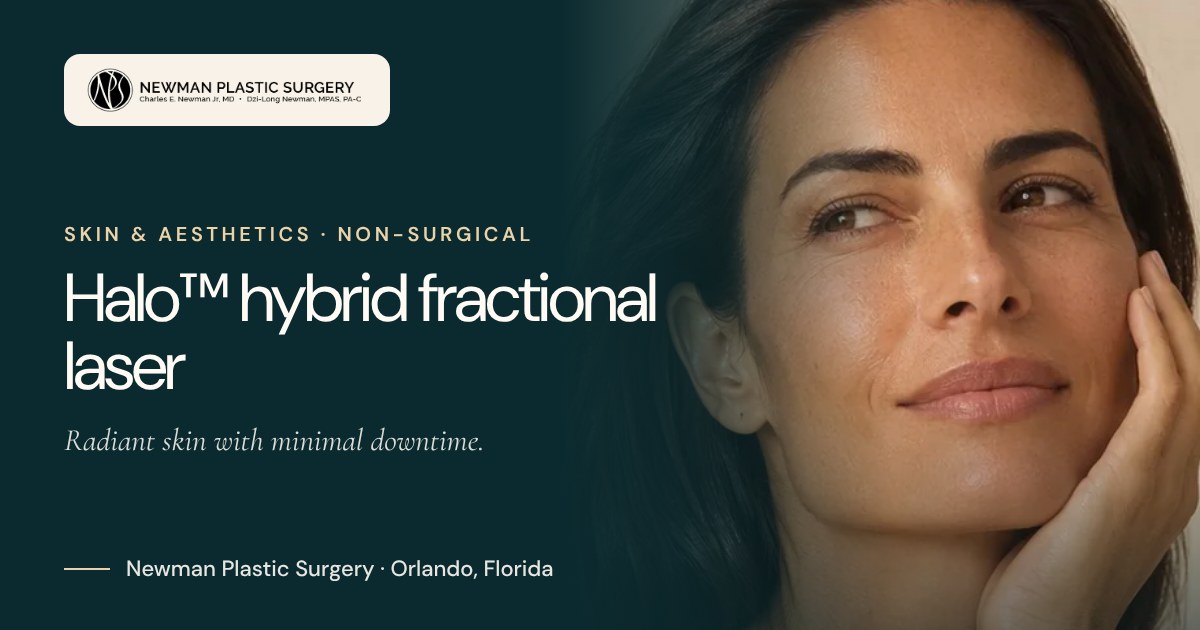 NEWMAN PLASTIC SURGERY
Charles E. Newman Jr, MD • Dzi-Long Newman, MPAS, PA-C
SKIN & AESTHETICS · NON-SURGICAL
Halo™ hybrid fractional
laser
Radiant skin with minimal downtime.
Newman Plastic Surgery · Orlando, Florida